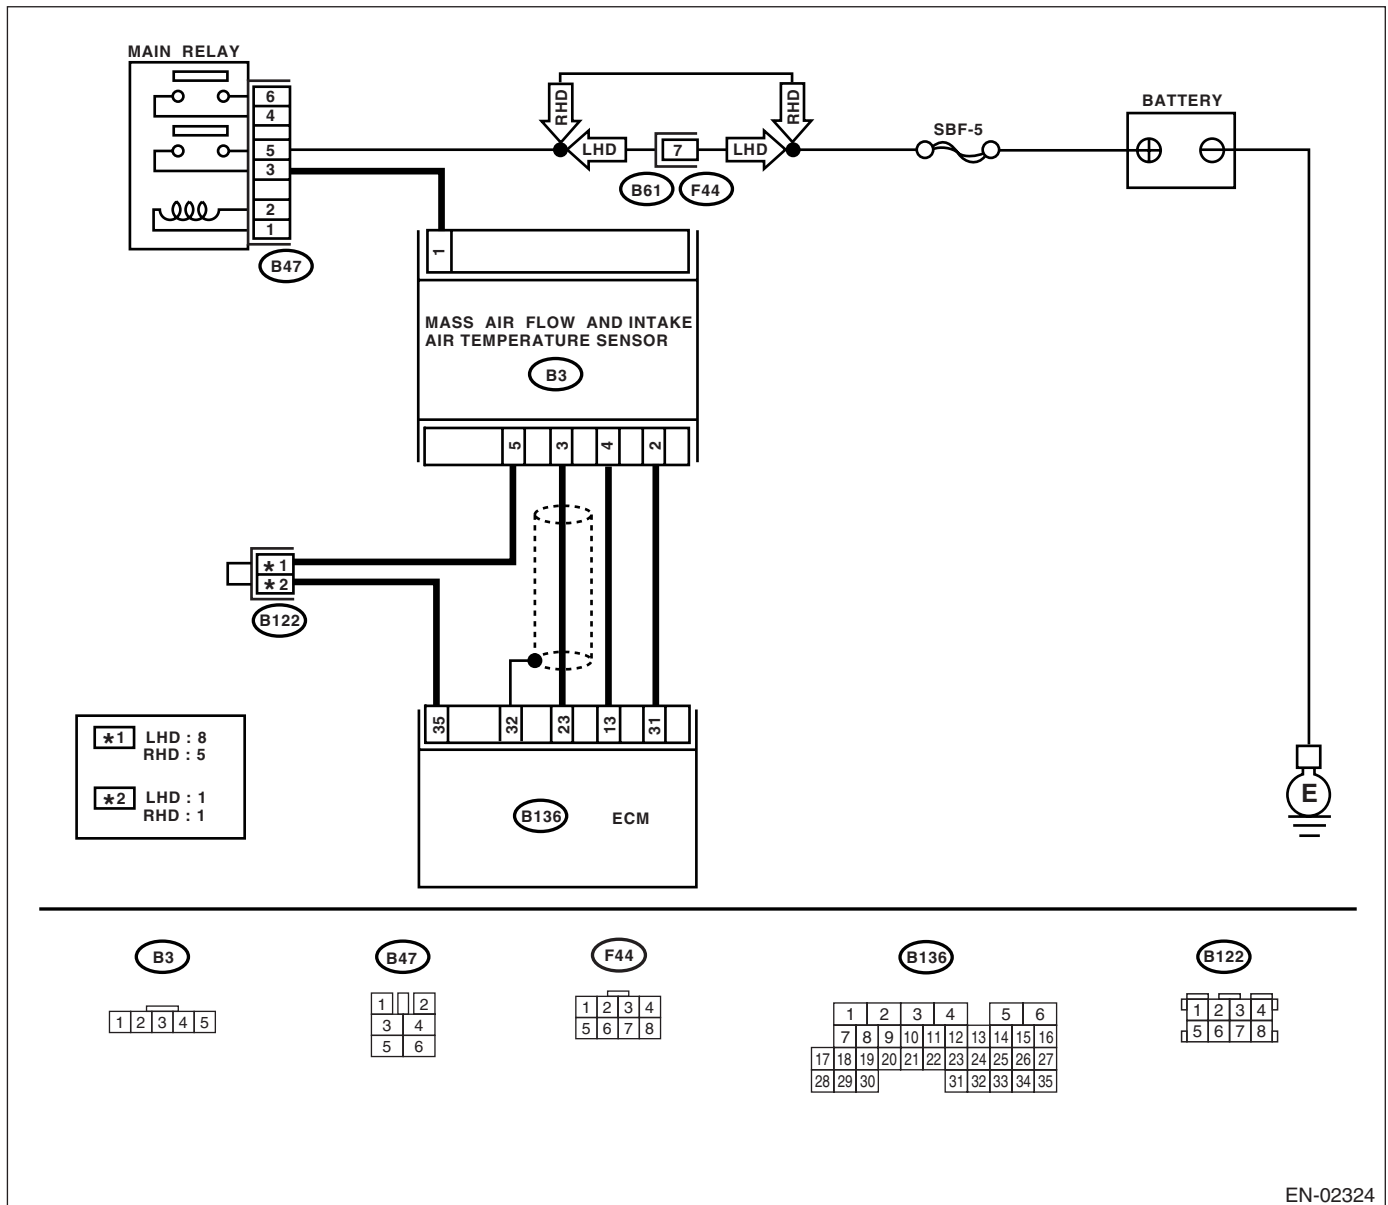 MAIN RELAY
6
4
5
3
2
1
B47
RHD
RHD
LHD
7
LHD
B61
F44
SBF-5
BATTERY
1
MASS AIR FLOW AND INTAKE
AIR TEMPERATURE SENSOR
B3
5 3 4 2
*1
*2
B122
35 32 23 13 31
B136 ECM
*1 LHD : 8
RHD : 5
*2 LHD : 1
RHD : 1
E
B3
1 2 3 4 5
B47
1 2
3 4
5 6
F44
1 2 3 4
5 6 7 8
B136
1 2 3 4 5 6
7 8 9 10 11 12 13 14 15 16
17 18 19 20 21 22 23 24 25 26 27
28 29 30 31 32 33 34 35
B122
1 2 3 4
5 6 7 8
EN-02324